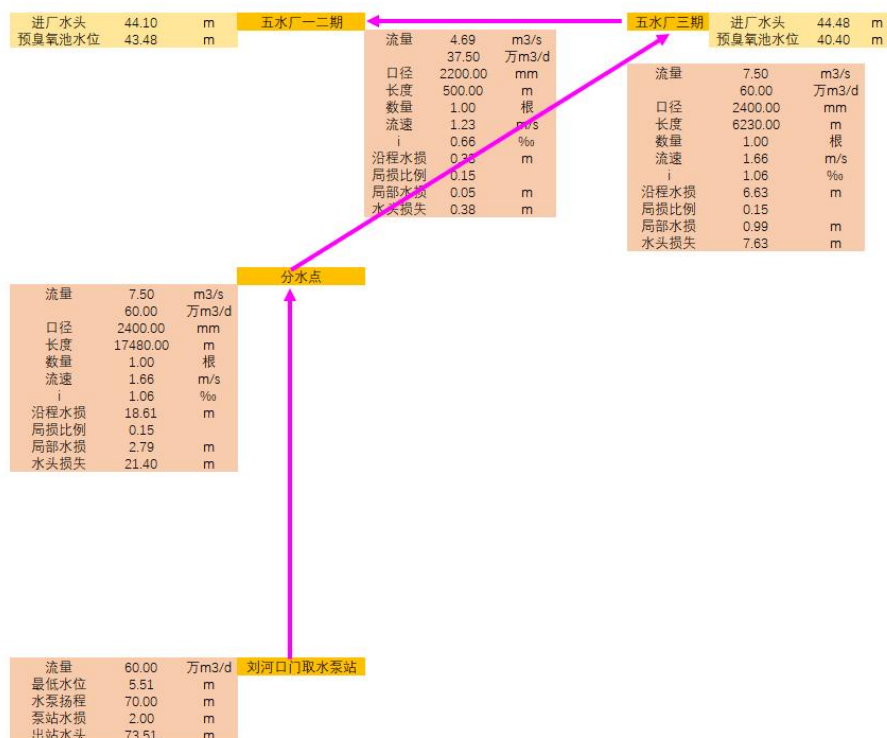 进厂水头 44.10 m 五水厂一二期 五水厂三期 进厂水头 44.48 m
预臭氧池水位 43.48 m 预臭氧池水位 40.40 m
流量 4.69 m3/s
37.50 万m3/d
口径 2200.00 mm
长度 500.00 m
数量 1.00 根
流速 1.23 m/s
i 0.66 ‰
沿程水损 0.33 m
局损比例 0.15
局部水损 0.05 m
水头损失 0.38 m
流量 7.50 m3/s
60.00 万m3/d
口径 2400.00 mm
长度 6230.00 m
数量 1.00 根
流速 1.66 m/s
i 1.06 ‰
沿程水损 6.63 m
局损比例 0.15
局部水损 0.99 m
水头损失 7.63 m
分水点
流量 7.50 m3/s
60.00 万m3/d
口径 2400.00 mm
长度 17480.00 m
数量 1.00 根
流速 1.66 m/s
i 1.06 ‰
沿程水损 18.61 m
局损比例 0.15
局部水损 2.79 m
水头损失 21.40 m
流量 60.00 万m3/d 刘河口门取水泵站
最低水位 5.51 m
水泵扬程 70.00 m
泵站水损 2.00 m
出站水头 73.51 m